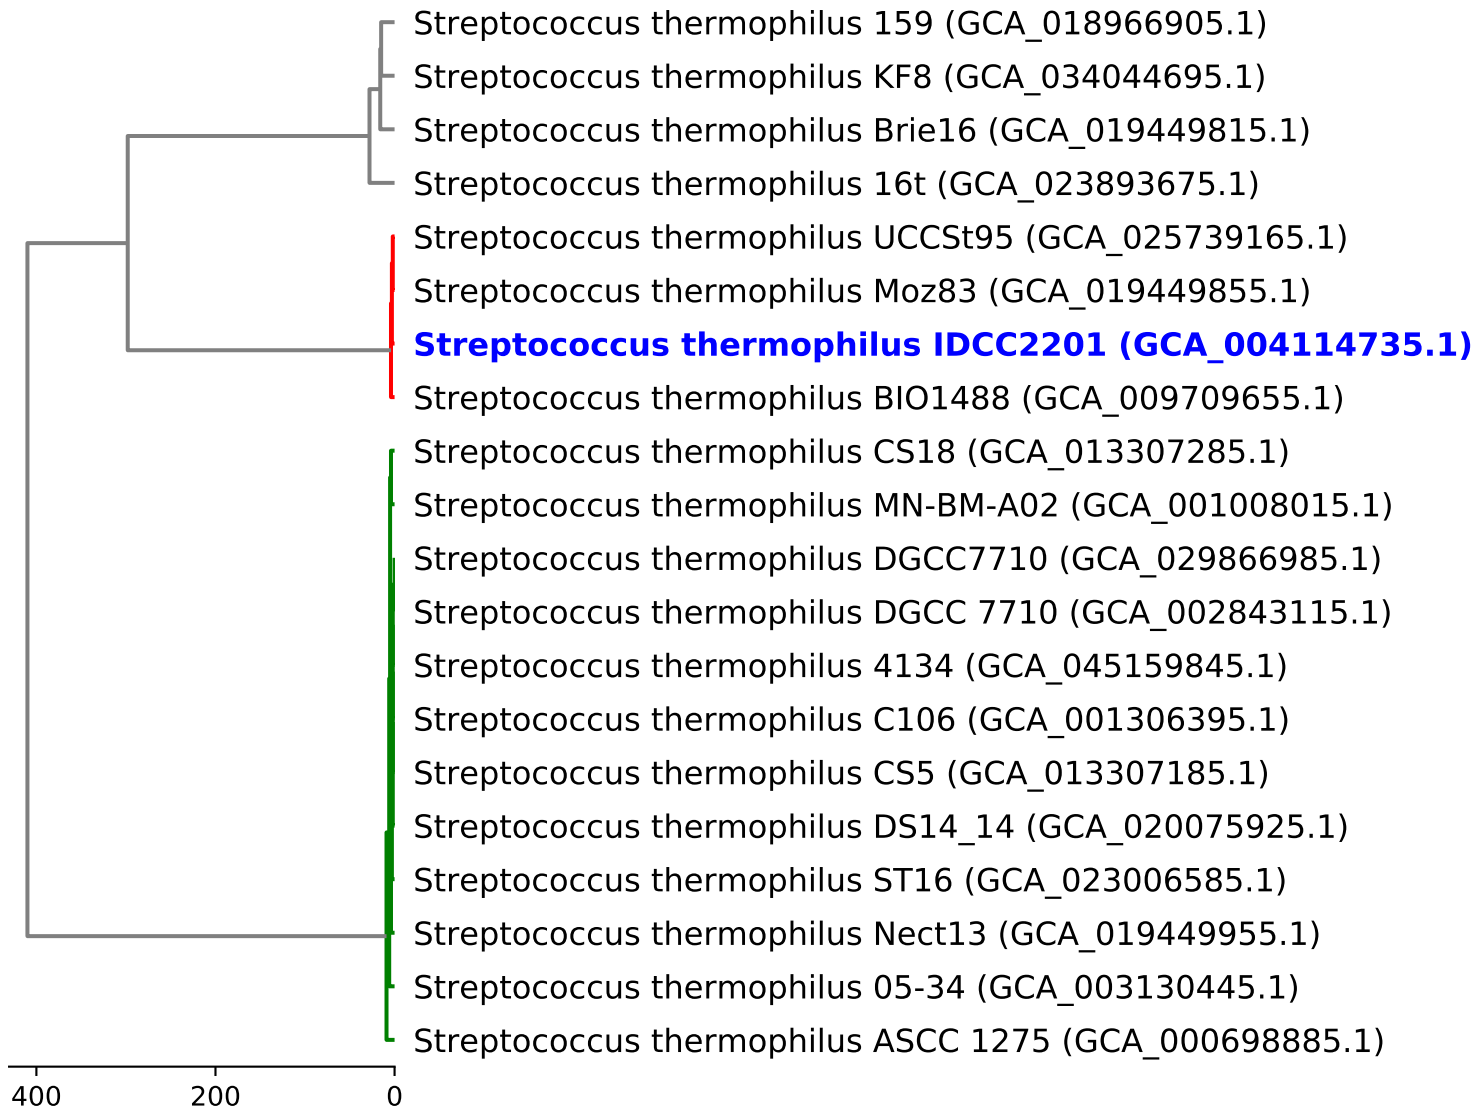 Streptococcus thermophilus 159 (GCA_018966905.1)
Streptococcus thermophilus KF8 (GCA_034044695.1)
Streptococcus thermophilus Brie16 (GCA_019449815.1)
Streptococcus thermophilus 16t (GCA_023893675.1)
Streptococcus thermophilus UCCSt95 (GCA_025739165.1)
Streptococcus thermophilus Moz83 (GCA_019449855.1)
Streptococcus thermophilus IDCC2201 (GCA_004114735.1)
Streptococcus thermophilus BIO1488 (GCA_009709655.1)
Streptococcus thermophilus CS18 (GCA_013307285.1)
Streptococcus thermophilus MN-BM-A02 (GCA_001008015.1)
Streptococcus thermophilus DGCC7710 (GCA_029866985.1)
Streptococcus thermophilus DGCC 7710 (GCA_002843115.1)
Streptococcus thermophilus 4134 (GCA_045159845.1)
Streptococcus thermophilus C106 (GCA_001306395.1)
Streptococcus thermophilus CS5 (GCA_013307185.1)
Streptococcus thermophilus DS14_14 (GCA_020075925.1)
Streptococcus thermophilus ST16 (GCA_023006585.1)
Streptococcus thermophilus Nect13 (GCA_019449955.1)
Streptococcus thermophilus 05-34 (GCA_003130445.1)
Streptococcus thermophilus ASCC 1275 (GCA_000698885.1)
400 200 0